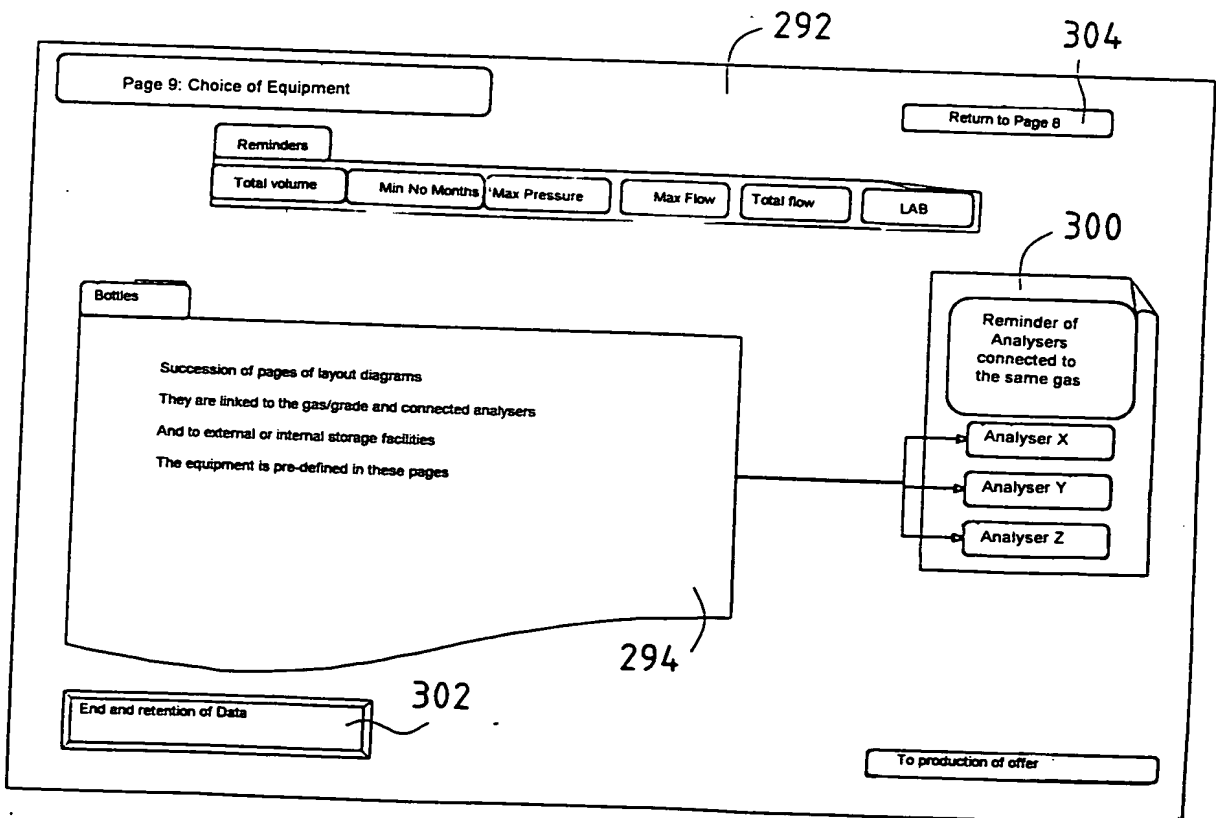 292
304
Page 9: Choice of Equipment
Return to Page 8
Reminders
Total volume
Min No Months
'Max Pressure
Max Flow
Total flow
LAB
300
Bottles
Succession of pages of layout diagrams
They are linked to the gas/grade and connected analysers
And to external or internal storage facilities
The equipment is pre-defined in these pages
Reminder of
Analysers
connected to
the same gas
Analyser X
Analyser Y
Analyser Z
294
302
End and retention of Data
To production of offer